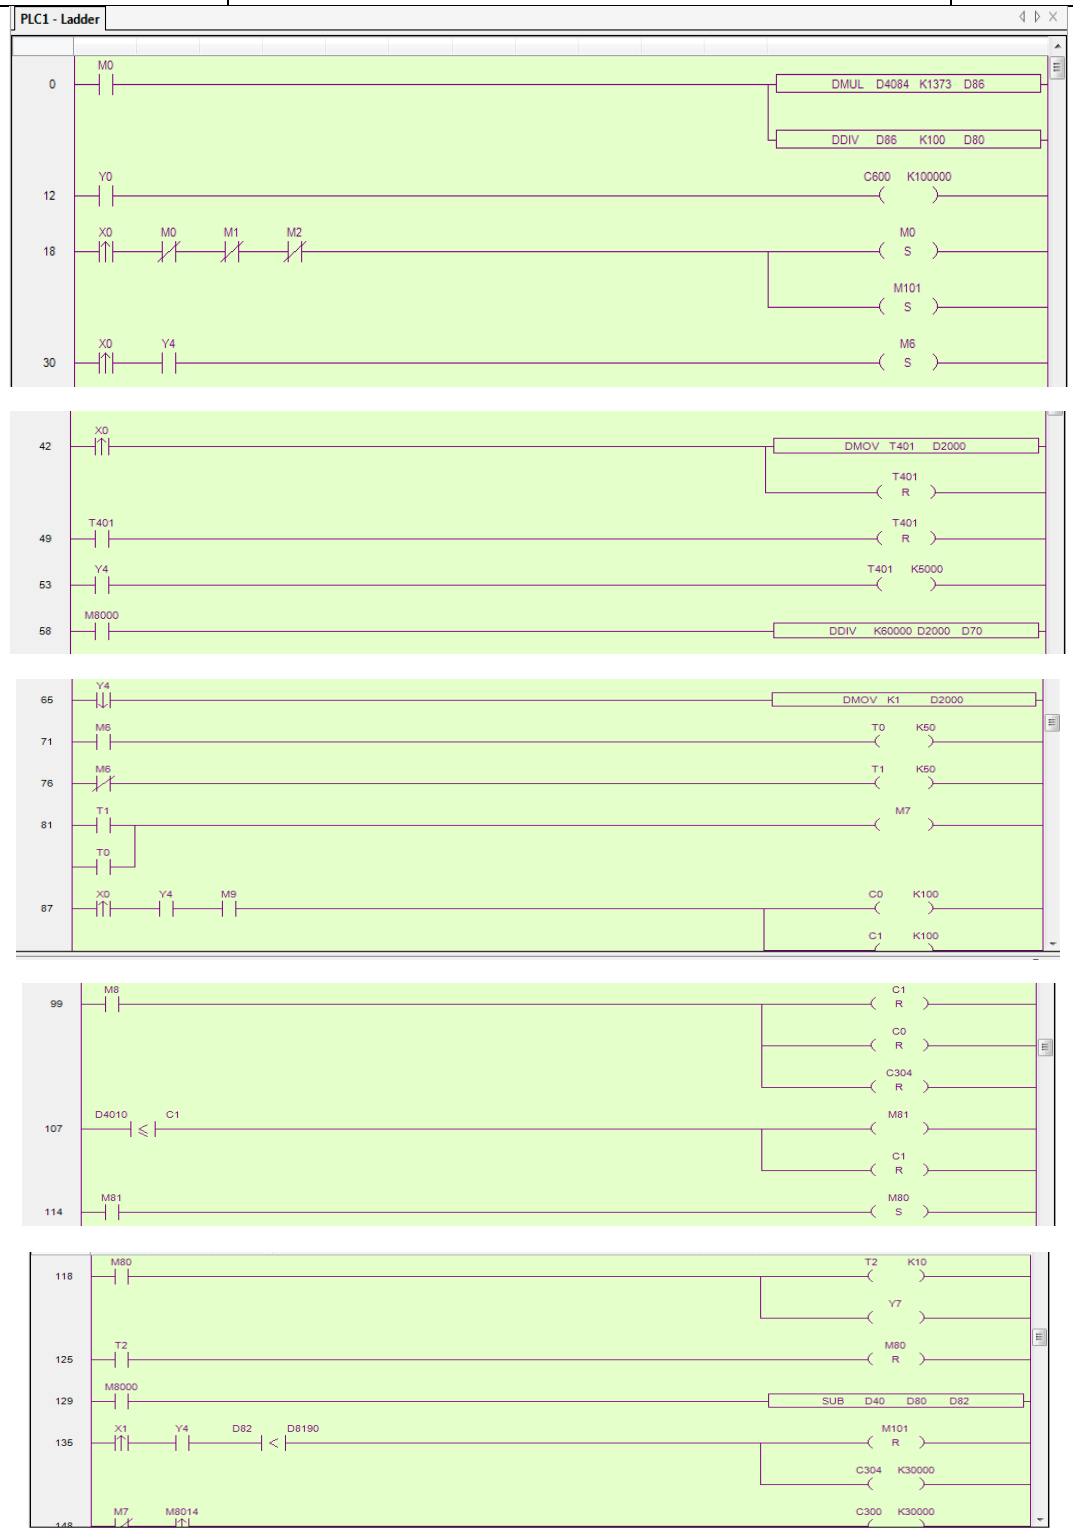 PLC1 - Ladder
M0
0 DMUL D4084 K1373 D86
DDIV D86 K100 D80
Y0 C600 K100000
12
X0 M0 M1 M2 M0
18 S
M101
S
X0 Y4 M6
30 S
X0
42 DMOV T401 D2000
T401
R
T401 T401
49 R
Y4 T401 K5000
53
M8000
58 DDIV K60000 D2000 D70
Y4
65 DMOV K1 D2000
M6 T0 K50
71
M6 T1 K50
76
T1 M7
81
T0
X0 Y4 M9 C0 K100
87
C1 K100
M8 C1
99 R
C0
R
C304
R
D4010 ≤ C1 M81
107
C1
R
M81 M80
114 S
M80 T2 K10
118
Y7
T2 M80
125 R
M8000
129 SUB D40 D80 D82
X1 Y4 D82 < D8190 M101
135 R
C304 K30000
M7 M8014 C300 K30000
148